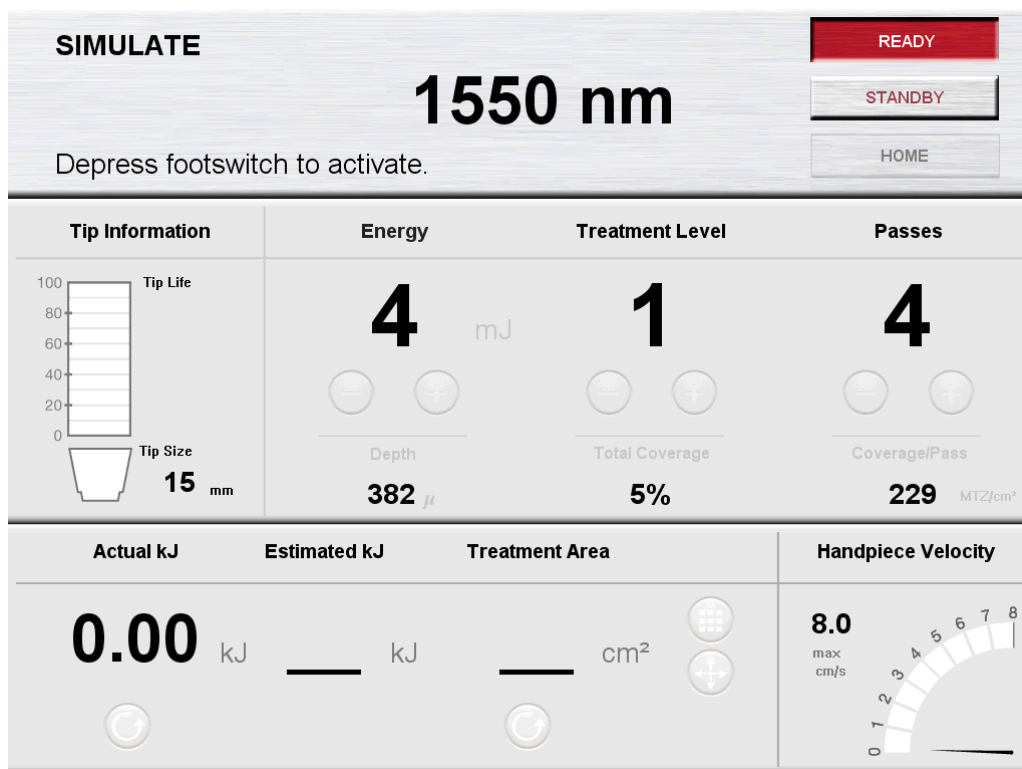 SIMULATE
READY
1550 nm
STANDBY
Depress footswitch to activate.
HOME
Tip Information
Energy
Treatment Level
Passes
100
Tip Life
80
60
40
20
0
4 mJ
1
4
Tip Size
15 mm
Depth
Total Coverage
Coverage/Pass
382 μ
5%
229 MTZ/cm²
Actual kJ
Estimated kJ
Treatment Area
Handpiece Velocity
0.00 kJ
kJ
cm²
8.0
max
cm/s
0 1 2 3 4 5 6 7 8